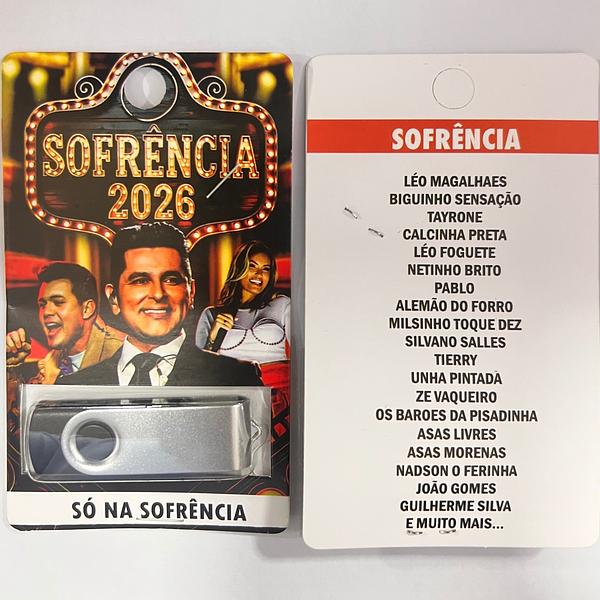 SOFRÊNCIA
2026
SÓ NA SOFRÊNCIA
SOFRÊNCIA
LÉO MAGALHAES
BIGUINHO SENSAÇÃO
TAYRONE
CALCINHA PRETA
LÉO FOGUETE
NETINHO BRITO
PABLO
ALEMÃO DO FORRO
MILSINHO TOQUE DEZ
SILVANO SALLES
TIERRY
UNHA PINTADA
ZE VAQUEIRO
OS BAROES DA PISADINHA
ASAS LIVRES
ASAS MORENAS
NADSON O FERINHA
JOÃO GOMES
GUILHERME SILVA
E MUITO MAIS...